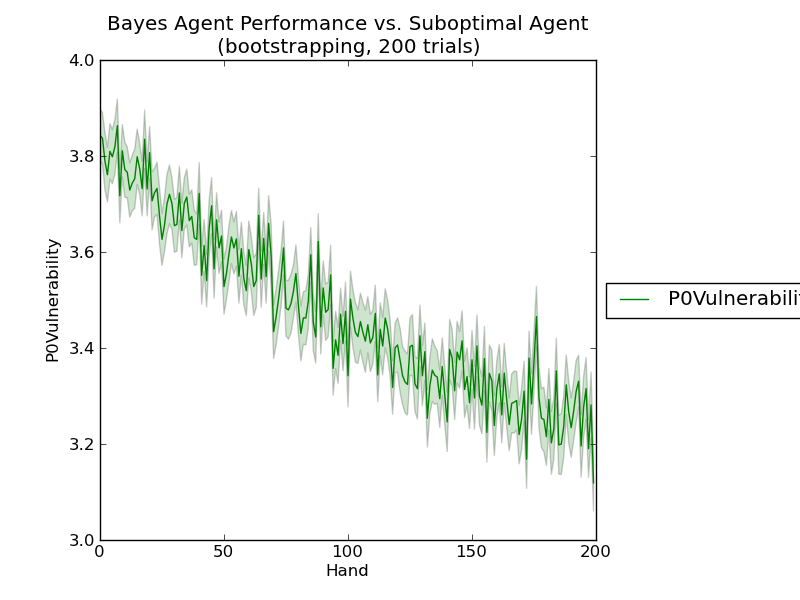 Bayes Agent Performance vs. Suboptimal Agent
(bootstrapping, 200 trials)
4.0
3.8
3.6
3.4
3.2
3.0
P0Vulnerability
0 50 100 150 200
Hand
P0Vulnerabili